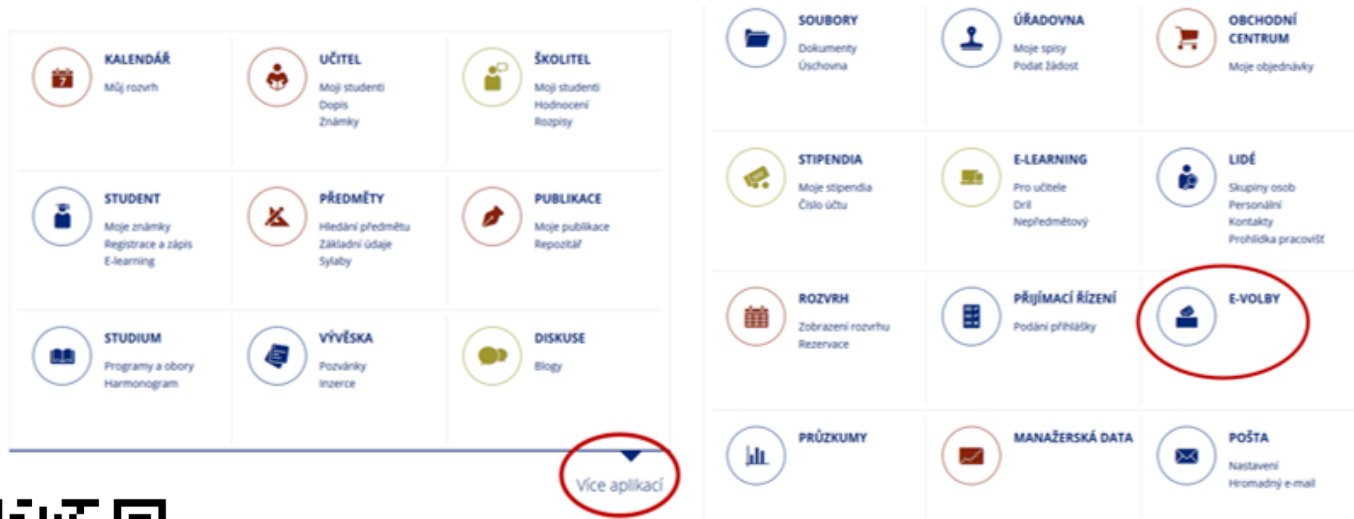 KALENDÁŘ
Můj rozvrh
UČITEL
Moji studenti
Dopis
Známky
ŠKOLITEL
Moji studenti
Hodnocení
Rozpisy
STUDENT
Moje známky
Registrace a zápis
E-learning
PŘEDMĚTY
Hledání předmětu
Základní údaje
Sylaby
PUBLIKACE
Moje publikace
Repozitář
STUDIUM
Programy a obory
Harmonogram
VÝVĚSKA
Pozvánky
Inzerce
DISKUSE
Blogy
Více aplikací
SOUBORY
Dokumenty
Úschovna
ÚŘADOVNA
Moje spisy
Podat žádost
OBCHODNÍ
CENTRUM
Moje objednávky
STIPENDIA
Moje stipendia
Číslo účtu
E-LEARNING
Pro učitele
Dril
Nepředmětový
LIDÉ
Skupiny osob
Personální
Kontakty
Prohlídka pracovišť
ROZVRH
Zobrazení rozvrhu
Rezervace
PŘIJÍMACÍ ŘÍZENÍ
Podání přihlášky
E-VOLBY
PRŮZKUMY
MANAŽERSKÁ DATA
POŠTA
Nastavení
Hromadný e-mail